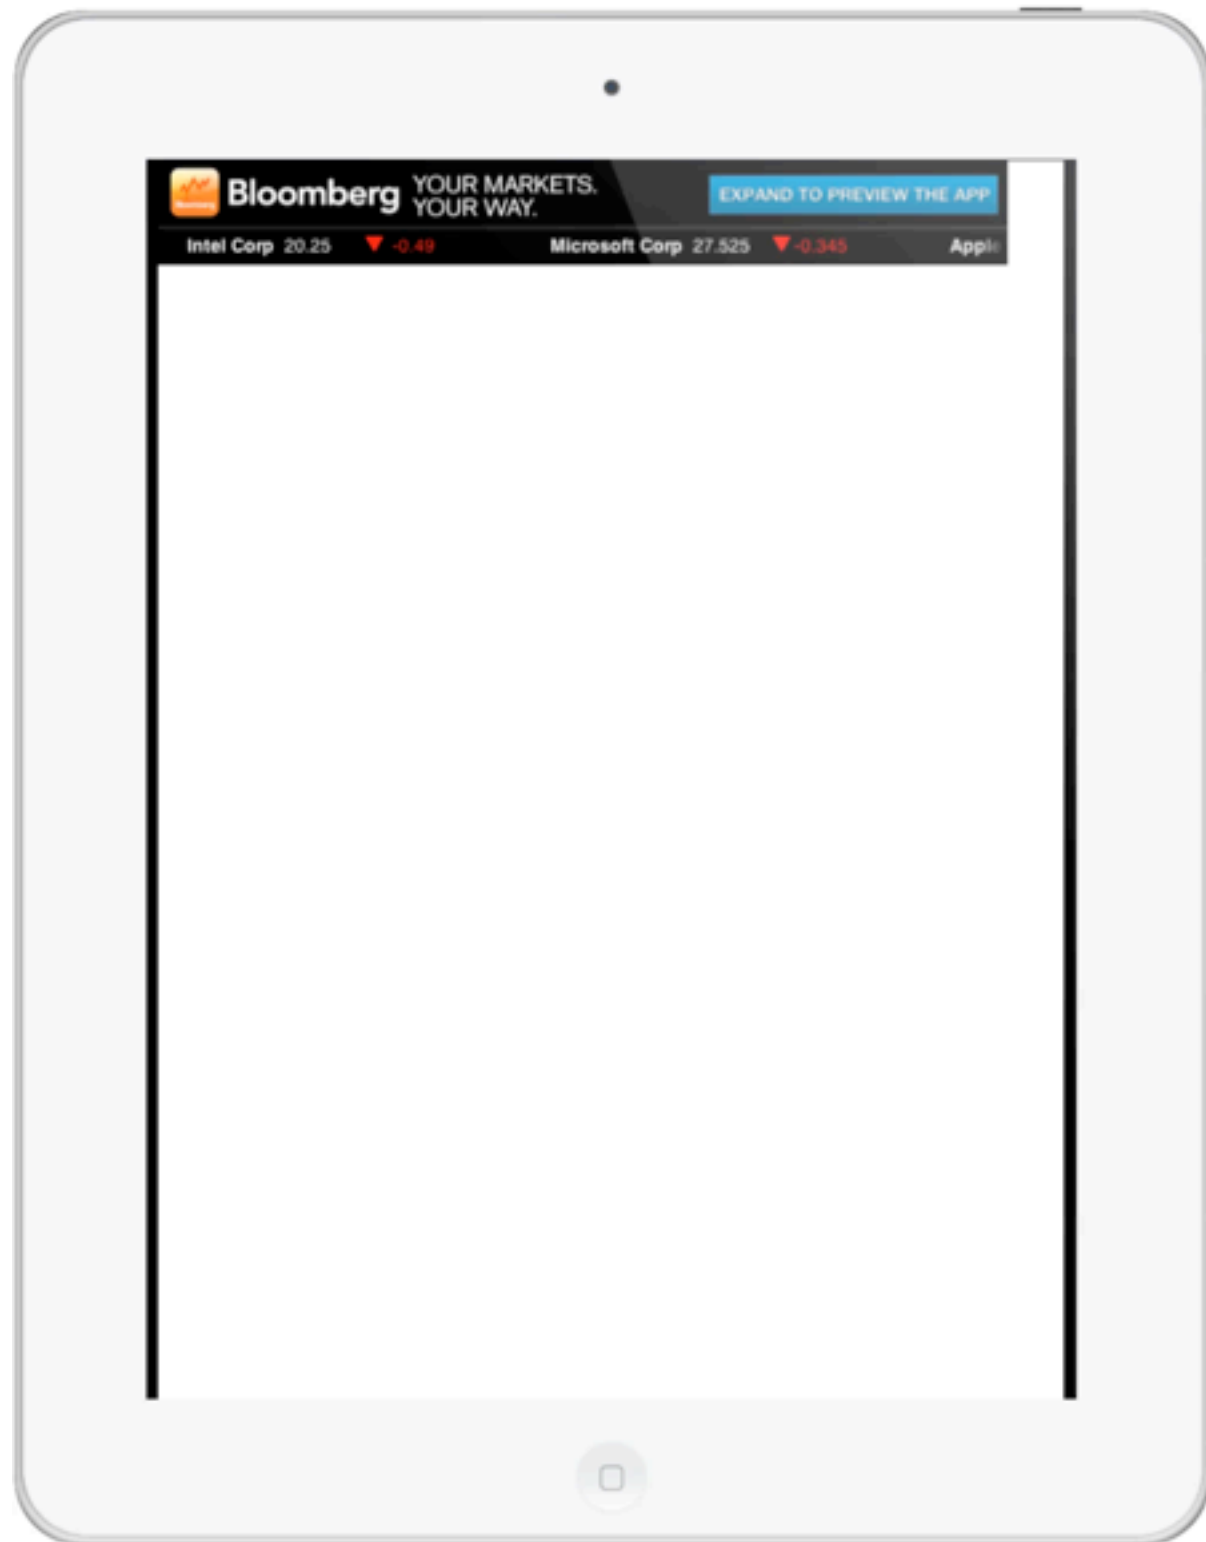 Bloomberg
YOUR MARKETS.
YOUR WAY.
EXPAND TO PREVIEW THE APP
Intel Corp 20.25 ▼ -0.49 Microsoft Corp 27.525 ▼ -0.345 Apple